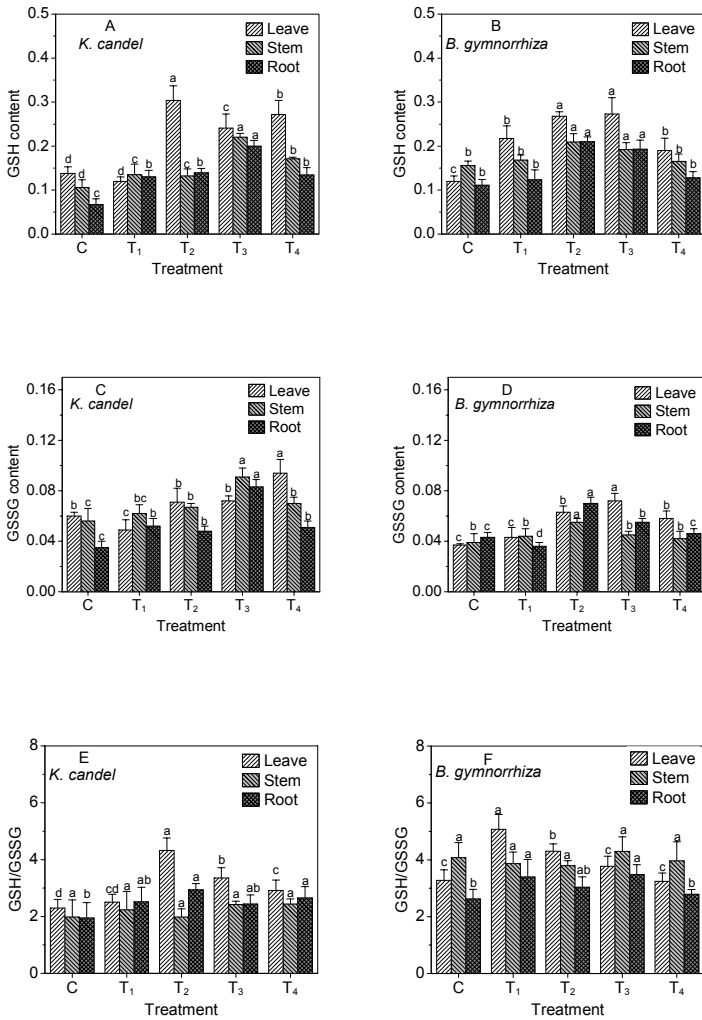 A
K. candel
Leave
Stem
Root
0.5
0.4
0.3
0.2
0.1
0.0
GSH content
d d c
d c b
a c b
c a a
b b b
C T1 T2 T3 T4
Treatment
B
B. gymnorrhiza
Leave
Stem
Root
0.5
0.4
0.3
0.2
0.1
0.0
GSH content
c b b
b b b
a a a
a a a
b b b
C T1 T2 T3 T4
Treatment
C
K. candel
Leave
Stem
Root
0.16
0.12
0.08
0.04
0.00
GSSG content
b c c
c bc b
b b b
b a a
a b b
C T1 T2 T3 T4
Treatment
D
B. gymnorrhiza
Leave
Stem
Root
0.16
0.12
0.08
0.04
0.00
GSSG content
c b c
c b d
b a a
a b b
b b c
C T1 T2 T3 T4
Treatment
E
K. candel
Leave
Stem
Root
8
6
4
2
0
GSH/GSSG
d a b
cd a ab
a a a
b a ab
c a a
C T1 T2 T3 T4
Treatment
F
B. gymnorrhiza
Leave
Stem
Root
8
6
4
2
0
GSH/GSSG
c a b
a a a
b a ab
c a a
c a b
C T1 T2 T3 T4
Treatment